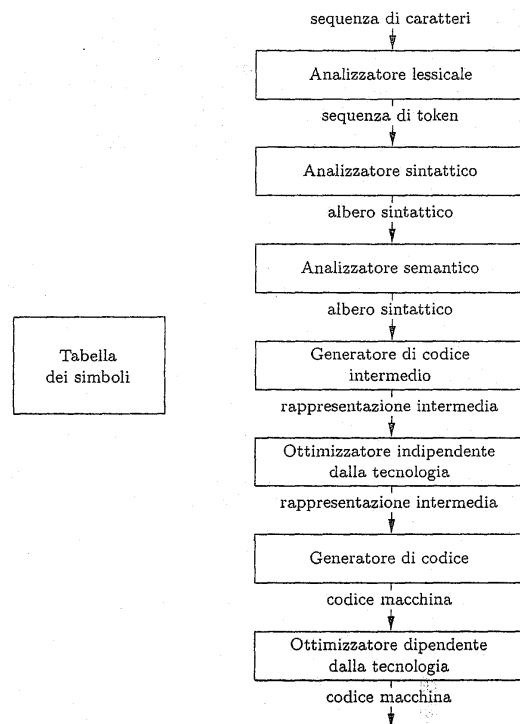 sequenza di caratteri
Analizzatore lessicale
sequenza di token
Analizzatore sintattico
albero sintattico
Analizzatore semantico
albero sintattico
Tabella
dei simboli
Generatore di codice
intermedio
rappresentazione intermedia
Ottimizzatore indipendente
dalla tecnologia
rappresentazione intermedia
Generatore di codice
codice macchina
Ottimizzatore dipendente
dalla tecnologia
codice macchina